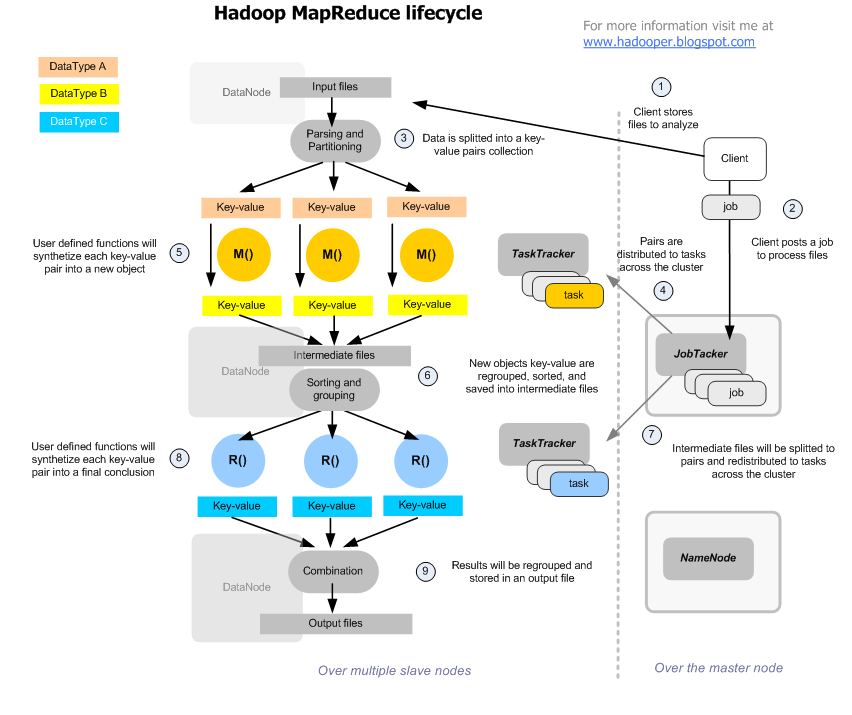 Hadoop MapReduce lifecycle
For more information visit me at
www.hadooper.blogspot.com
DataType A
DataType B
DataType C
DataNode
Input files
1
Client stores
files to analyze
Parsing and
Partitioning
3
Data is splitted into a key-
value pairs collection
Client
job
2
Client posts a job
to process files
Key-value
Key-value
Key-value
User defined functions will
synthetize each key-value
pair into a new object
5
M()
M()
M()
TaskTracker
task
Pairs are
distributed to tasks
across the cluster
4
Key-value
Key-value
Key-value
DataNode
Intermediate files
Sorting and
grouping
6
New objects key-value are
regrouped, sorted, and
saved into intermediate files
JobTacker
job
User defined functions will
synthetize each key-value
pair into a final conclusion
8
R()
R()
R()
TaskTracker
task
7
Intermediate files will be splitted to
pairs and redistributed to tasks
across the cluster
Key-value
Key-value
Key-value
DataNode
Combination
9
Results will be regrouped and
stored in an output file
NameNode
Output files
Over multiple slave nodes
Over the master node